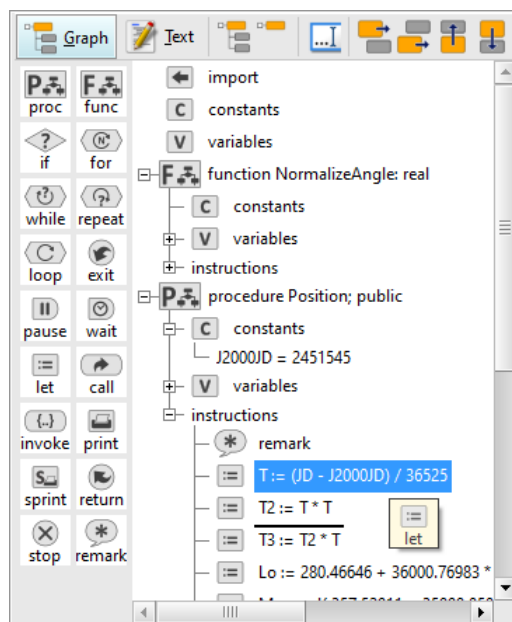 Graph Text ...I
P proc F func
? if N for
while repeat
C loop exit
pause wait
:= let call
{..} invoke print
S sprint return
stop * remark
import
C constants
V variables
F function NormalizeAngle: real
C constants
V variables
instructions
P procedure Position; public
C constants
J2000JD = 2451545
V variables
instructions
* remark
:= T := (JD - J2000JD) / 36525
:= T2 := T * T
:= let
:= T3 := T2 * T
:= Lo := 280.46646 + 36000.76983 *